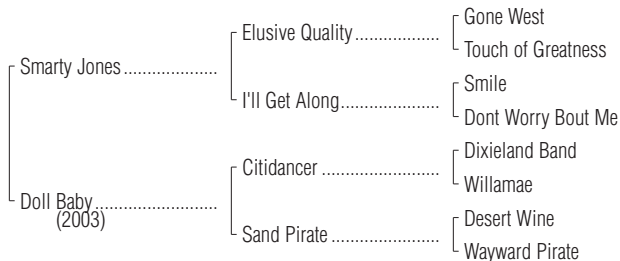 Gone West
Elusive Quality..................
Touch of Greatness
Smarty Jones....................
Smile
I'll Get Along.....................
Dont Worry Bout Me
Dixieland Band
Citidancer .........................
Willamae
Doll Baby..........................
(2003)
Desert Wine
Sand Pirate.......................
Wayward Pirate